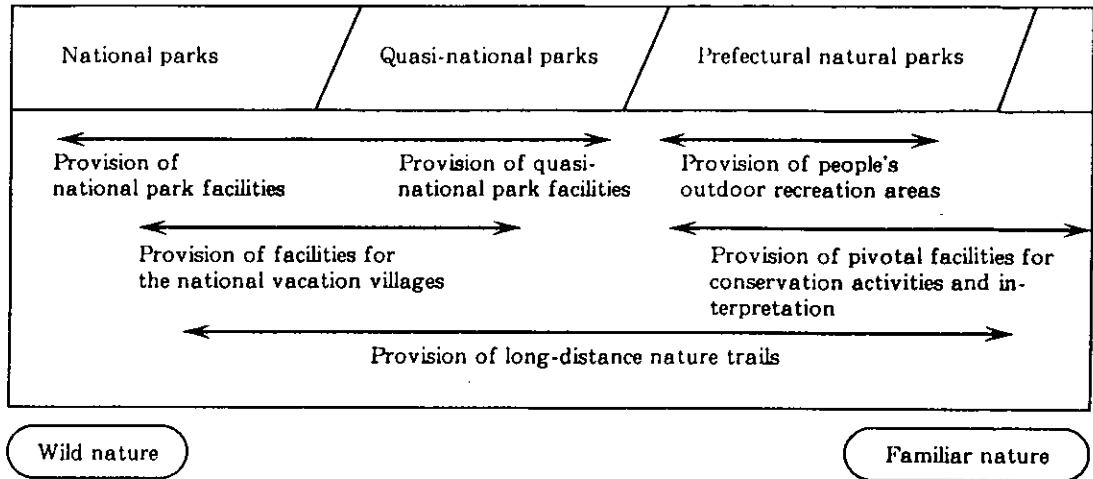 National parks
Quasi-national parks
Prefectural natural parks
Provision of
national park facilities
Provision of quasi-
national park facilities
Provision of people's
outdoor recreation areas
Provision of facilities for
the national vacation villages
Provision of pivotal facilities for
conservation activities and in-
terpretation
Provision of long-distance nature trails
Wild nature
Familiar nature